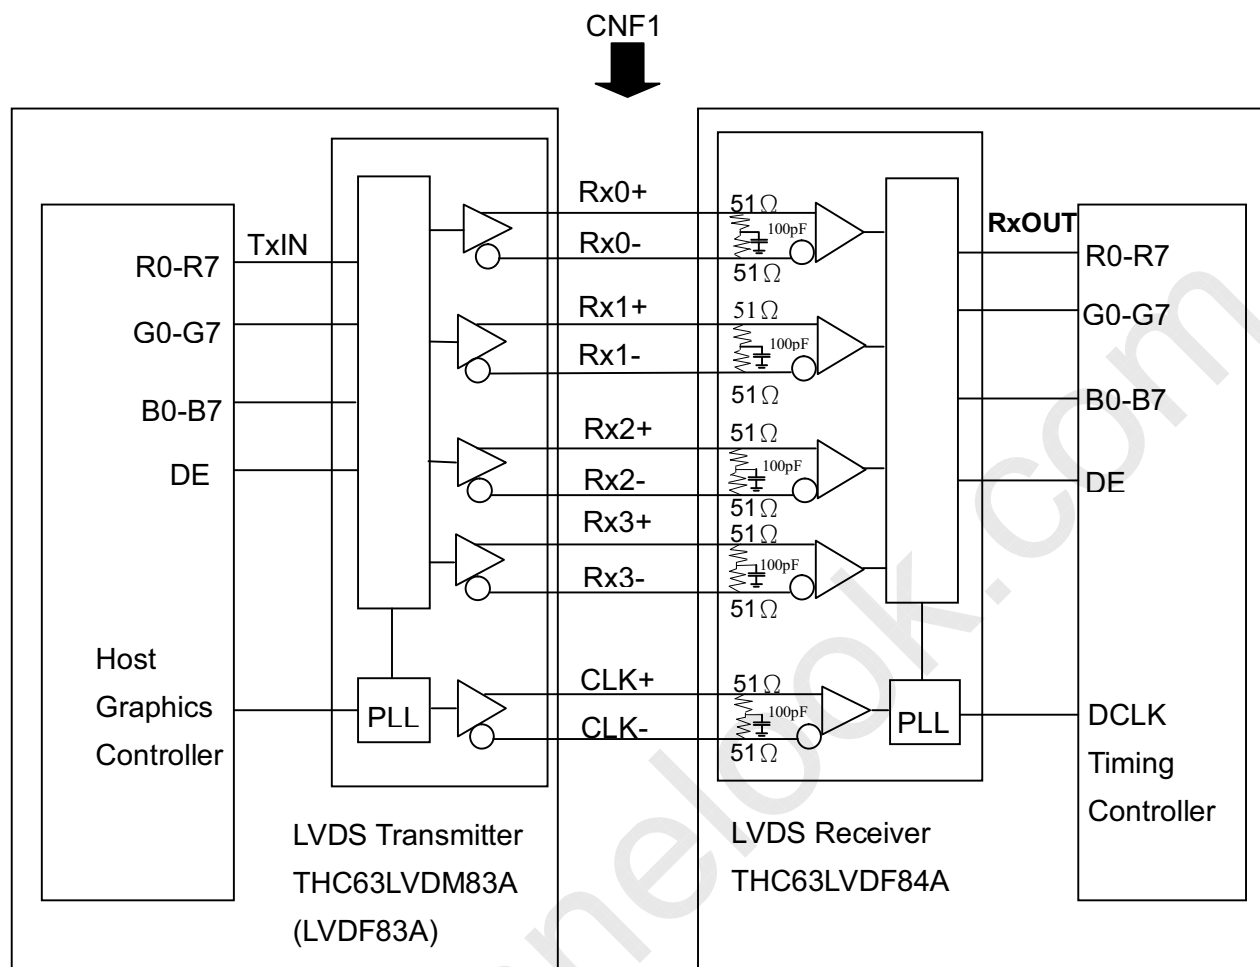 CNF1
Rx0+
51Ω
100pF
RxOUT
TxIN
Rx0-
R0-R7
51Ω
R0-R7
Rx1+
51Ω
G0-G7
G0-G7
Rx1-
100pF
51Ω
B0-B7
B0-B7
Rx2+
51Ω
100pF
DE
Rx2-
DE
51Ω
Rx3+
51Ω
100pF
Rx3-
51Ω
Host
Graphics
Controller
CLK+
51Ω
100pF
PLL
CLK-
PLL
51Ω
DCLK
Timing
Controller
LVDS Transmitter
THC63LVDM83A
(LVDF83A)
LVDS Receiver
THC63LVDF84A
nelook.com